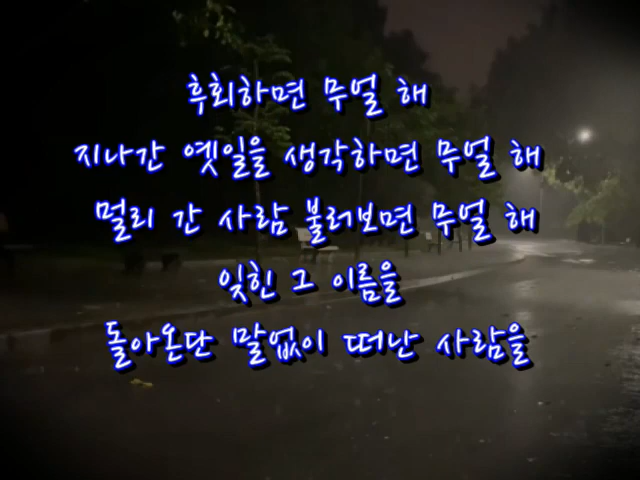 후회하면 무얼 해
지나간 옛일을 생각하면 무얼 해
멀리 간 사람 불러보면 무얼 해
잊힌 그 이름을
돌아온단 말없이 떠난 사람을